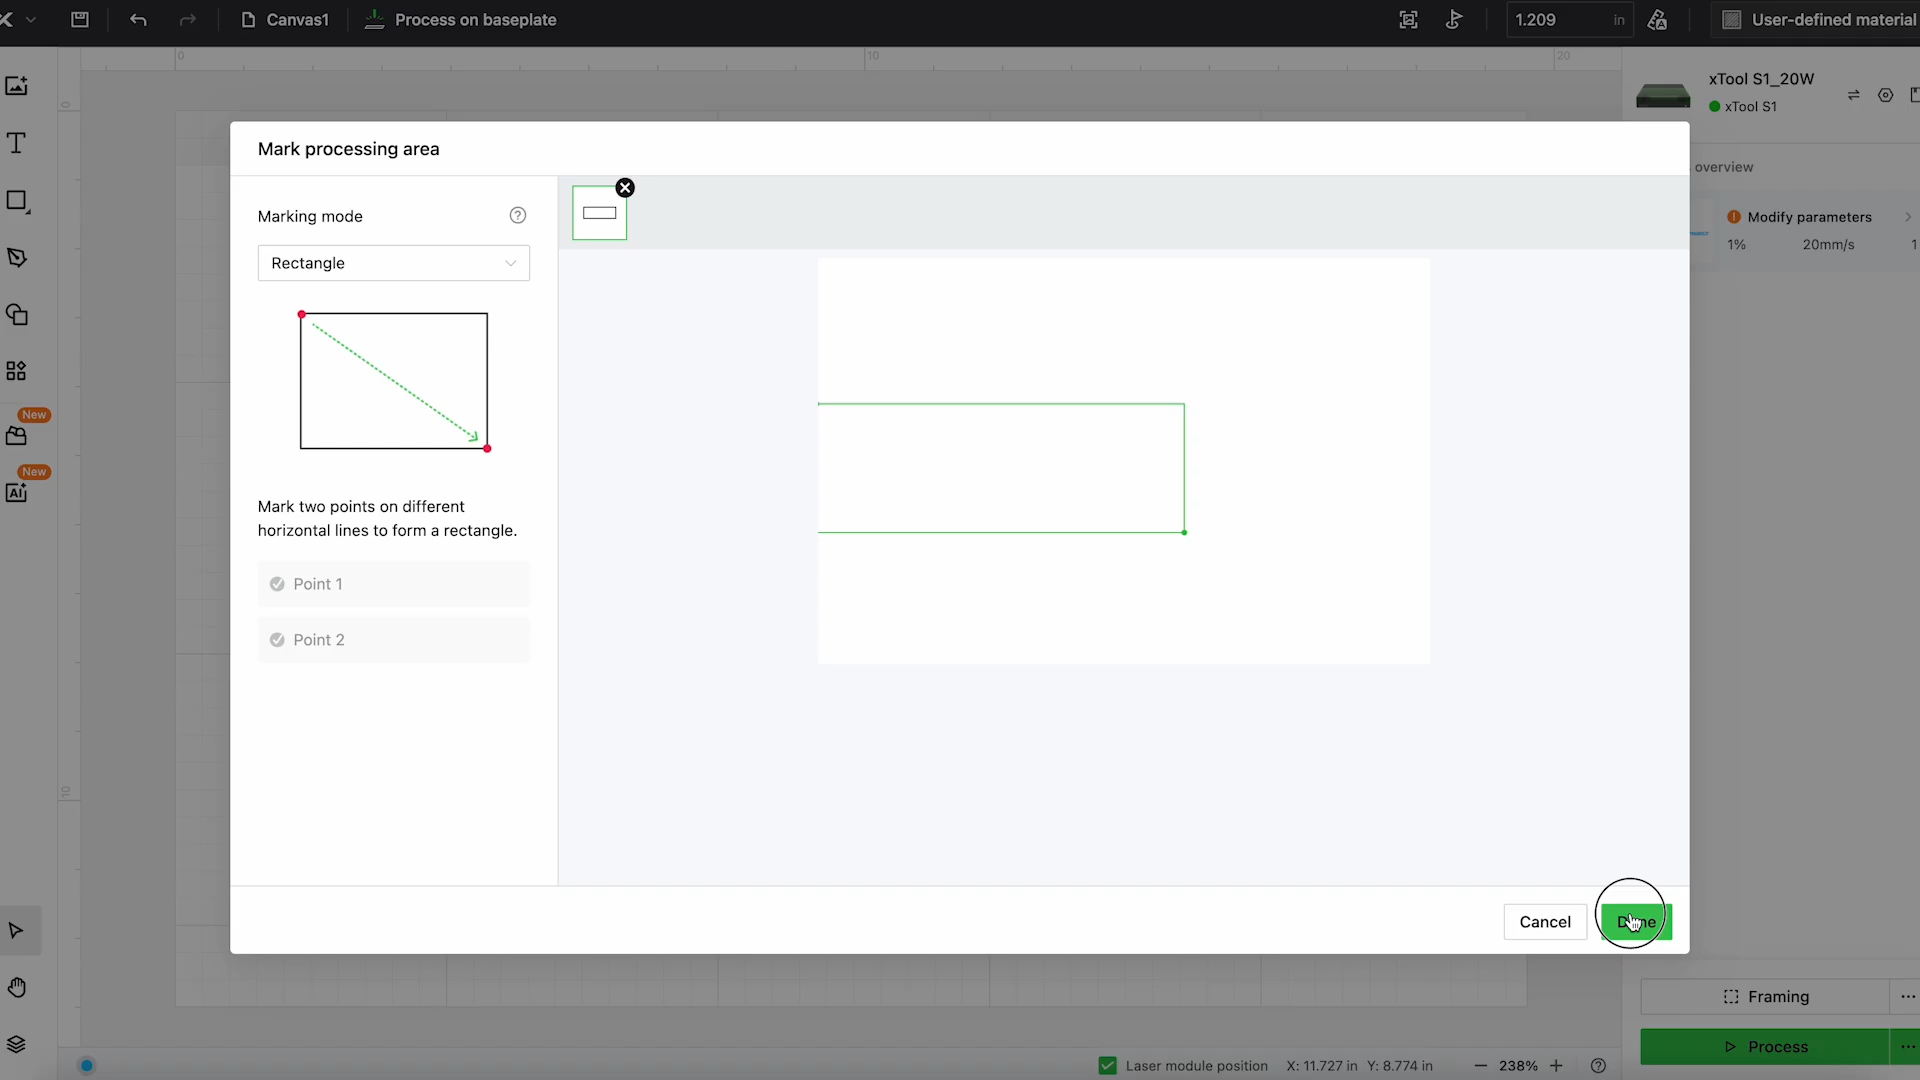 Canvas1
Process on baseplate
1.209 in
User-defined material
0
10
20
0
10
xTool S1_20W
xTool S1
overview
Modify parameters
1%
20mm/s
1
New
New
AI
Mark processing area
Marking mode
Rectangle
Mark two points on different
horizontal lines to form a rectangle.
Point 1
Point 2
Cancel
Framing
Process
Laser module position
X: 11.727 in Y: 8.774 in
238%